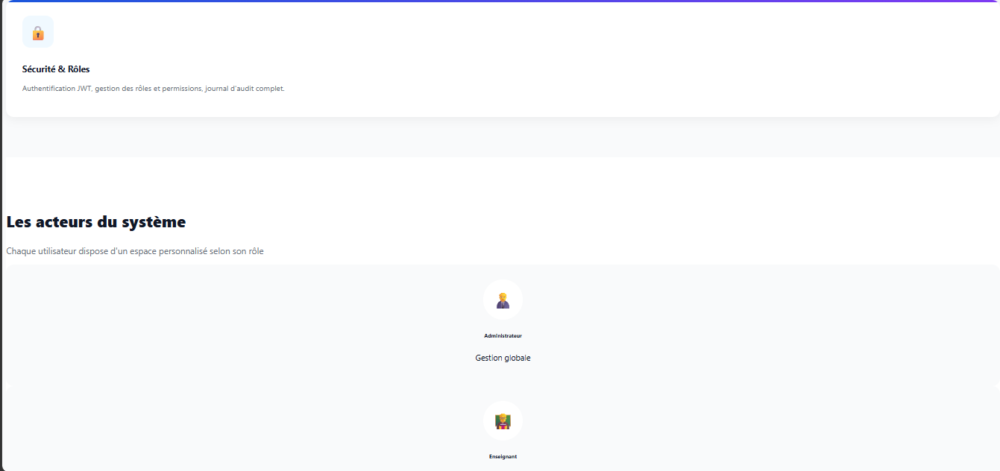 Sécurité & Rôles
Authentification JWT, gestion des rôles et permissions, journal d'audit complet.
Les acteurs du système
Chaque utilisateur dispose d'un espace personnalisé selon son rôle
Administrateur
Gestion globale
Enseignant